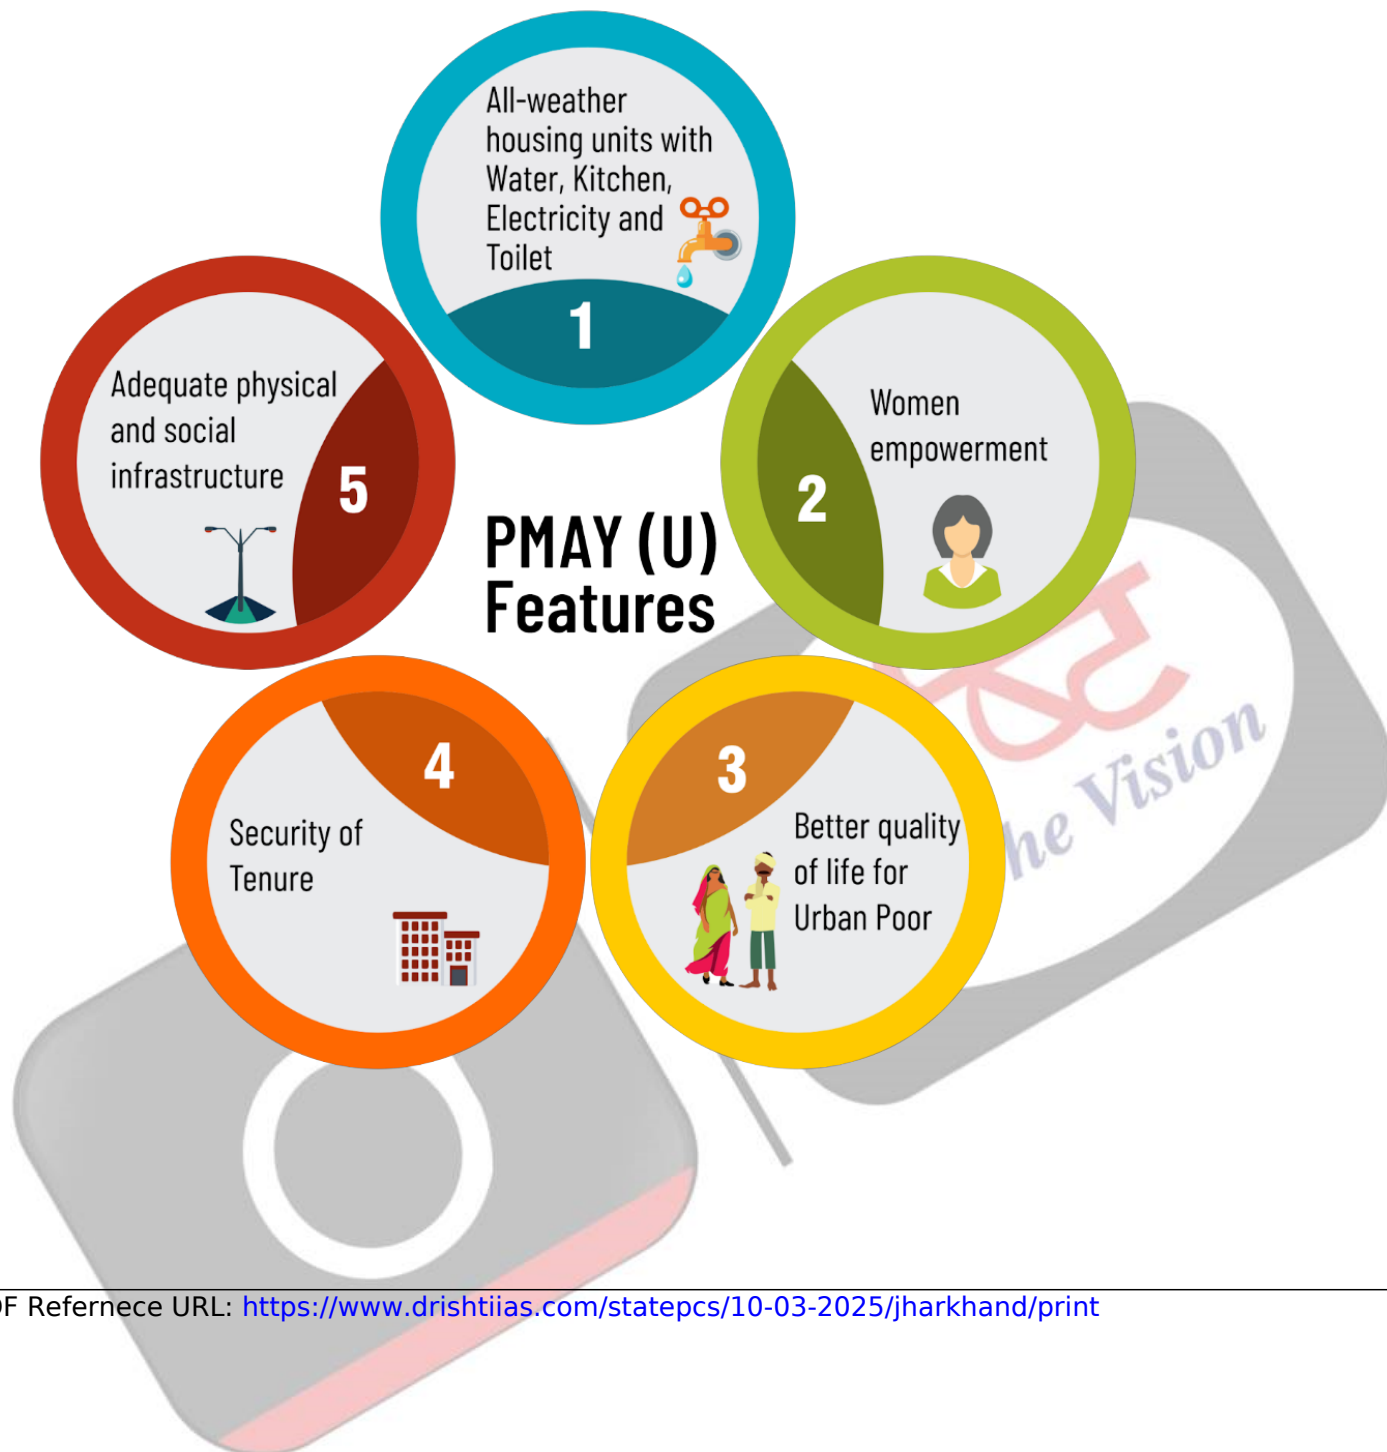 All-weather
housing units with
Water, Kitchen,
Electricity and
Toilet
1
Women
empowerment
2
3
Better quality
of life for
Urban Poor
4
Security of
Tenure
Adequate physical
and social
infrastructure
5
PMAY (U)
Features
Vision
Refernece URL: https://www.drishtiias.com/statepcs/10-03-2025/jharkhand/print